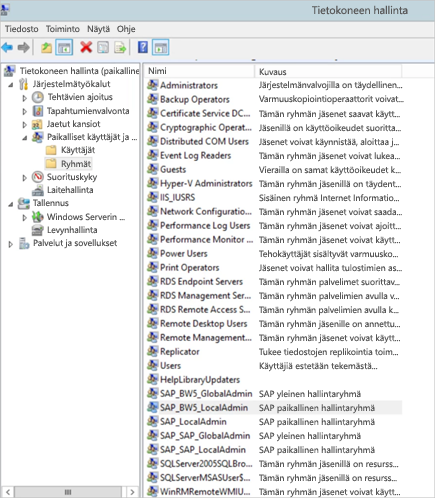 Tietokoneen hallinta
Tiedosto Toiminto Näytä Ohje
Tietokoneen hallinta (paikalline
Järjestelmätyökalut
Tehtävien ajoitus
Tapahtumienvalvonta
Jaetut kansiot
Paikalliset käyttäjät ja ...
Käyttäjät
Ryhmät
Suorituskyky
Laitehallinta
Tallennus
Windows Serverin ...
Levynhallinta
Palvelut ja sovellukset
Nimi Kuvaus
Administrators Järjestelmänvalvojilla on täydellinen...
Backup Operators Varmuuskopiointioperaattorit voivat...
Certificate Service DC... Tämän ryhmän jäsenet saavat käytt...
Cryptographic Operat... Jäsenillä on käyttöoikeudet suoritta...
Distributed COM Users Jäsenet voivat käynnistää, aloittaa j...
Event Log Readers Tämän ryhmän jäsenet voivat lukea...
Guests Vierailla on samat käyttöoikeudet k...
Hyper-V Administrators Tämän ryhmän jäsenillä on täydent...
IIS_IUSRS Sisäinen ryhmä Internet Informatio...
Network Configuratio... Tämän ryhmän jäsenet voivat saada...
Performance Log Users Tämän ryhmän jäsenet voivat ajoitt...
Performance Monitor ... Tämän ryhmän jäsenet voivat käytt...
Power Users Tehokäyttäjät sisältyvät varmuusko...
Print Operators Jäsenet voivat hallita tulostimien as...
RDS Endpoint Servers Tämän ryhmän palvelimet suorittav...
RDS Management Ser... Tämän ryhmän palvelimien avulla v...
RDS Remote Access S... Tämän ryhmän palvelimien avulla...
Remote Desktop Users Tämän ryhmän jäsenille on annettu...
Remote Management... Tämän ryhmän jäsenet voivat käytt...
Replicator Tukee tiedostojen replikointia toim...
Users Käyttäjiä estetään tekemästä...
HelpLibraryUpdaters
SAP_BW5_GlobalAdmin SAP yleinen hallintaryhmä
SAP_BW5_LocalAdmin SAP paikallinen hallintaryhmä
SAP_LocalAdmin SAP paikallinen hallintaryhmä
SAP_SAP_GlobalAdmin SAP yleinen hallintaryhmä
SAP_SAP_LocalAdmin SAP paikallinen hallintaryhmä
SQLServer2005SQLBro... Tämän ryhmän jäsenillä on resurss...
SQLServerMSASUser$... Tämän ryhmän jäsenillä on resurss...
WinRMRemoteWMIU... Tämän ryhmän jäsenet voivat käytt...